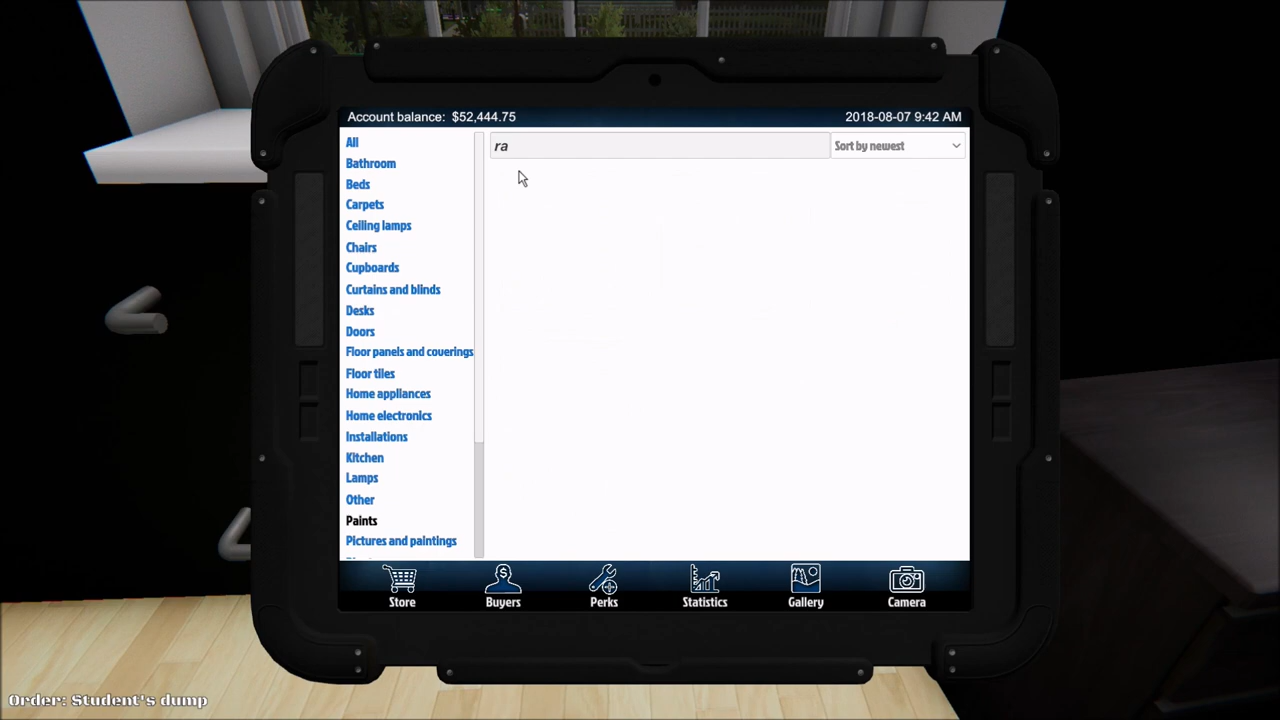 Account balance: $52,444.75
2018-08-07 9:42 AM
All
Bathroom
Beds
Carpets
Ceiling lamps
Chairs
Cupboards
Curtains and blinds
Desks
Doors
Floor panels and coverings
Floor tiles
Home appliances
Home electronics
Installations
Kitchen
Lamps
Other
Paints
Pictures and paintings
ra
Sort by newest
Store
Buyers
Perks
Statistics
Gallery
Camera
Order: Student's dump